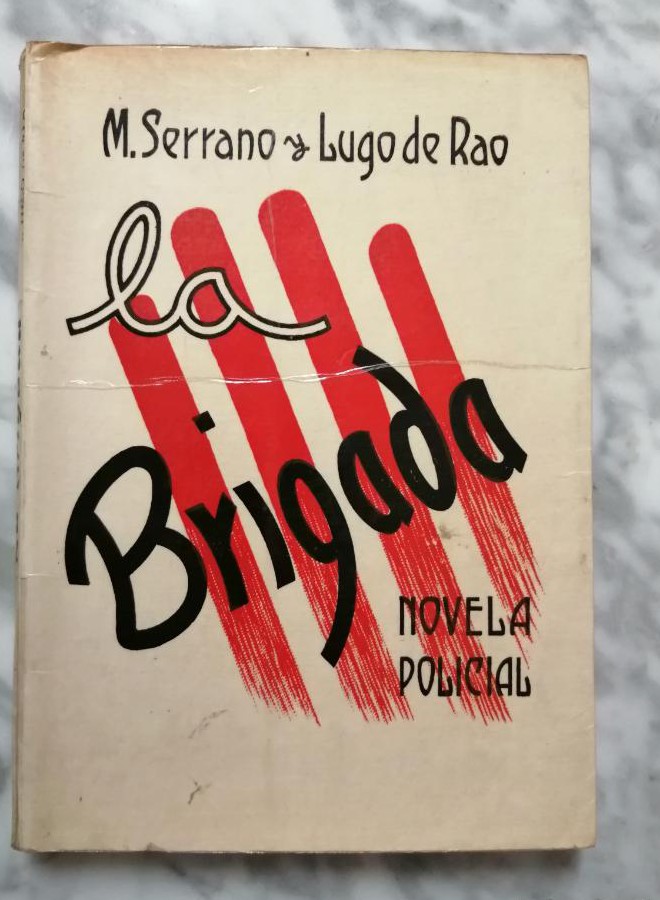 M. Serrano y Lugo de Rao
la
Brigada
NOVELA
POLICIAL